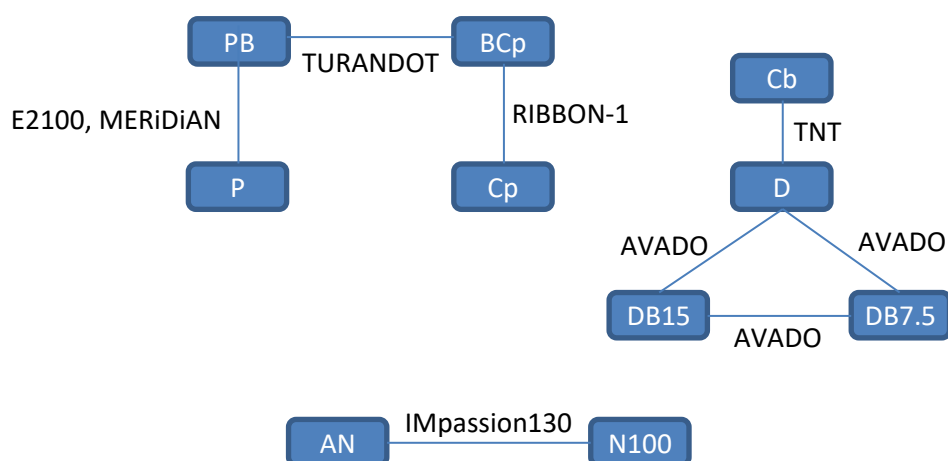 PB
BCp
TURANDOT
Cb
E2100, MERiDiAN
RIBBON-1
TNT
P
Cp
D
AVADO
AVADO
DB15
DB7.5
AVADO
IMpassion130
AN
N100